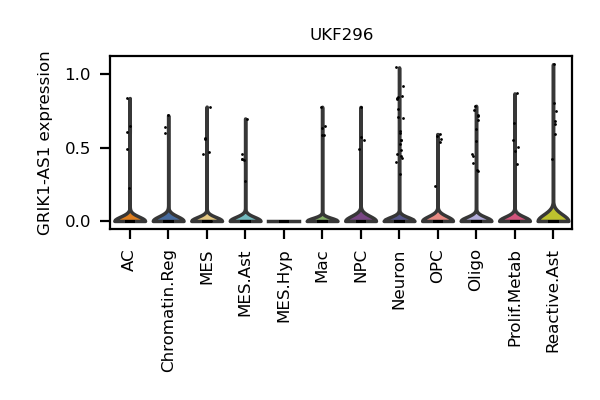 UKF296
GRIK1-AS1 expression
1.0
0.5
0.0
AC
Chromatin.Reg
MES
MES.Ast
MES.Hyp
Mac
NPC
Neuron
OPC
Oligo
Prolif.Metab
Reactive.Ast